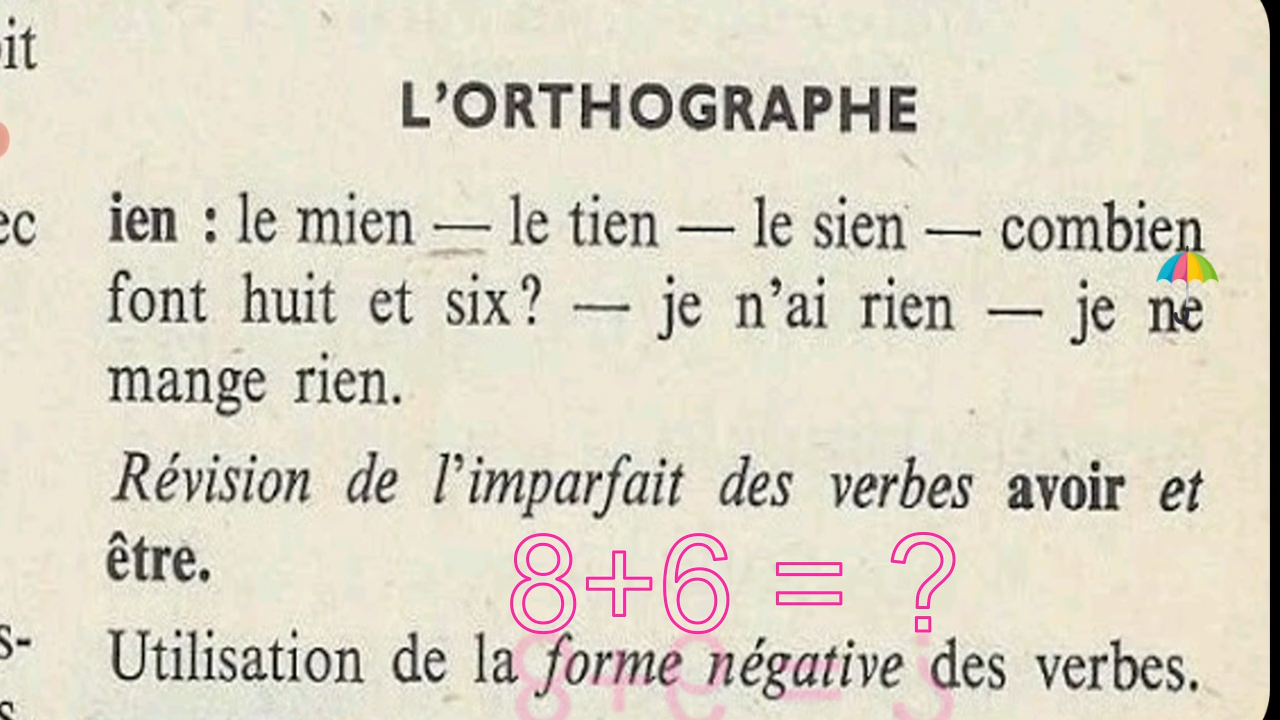 L'ORTHOGRAPHE
ien : le mien — le tien — le sien — combien
font huit et six ? — je n'ai rien — je ne
mange rien.
Révision de l'imparfait des verbes avoir et
être.
8+6 = ?
Utilisation de la forme négative des verbes.